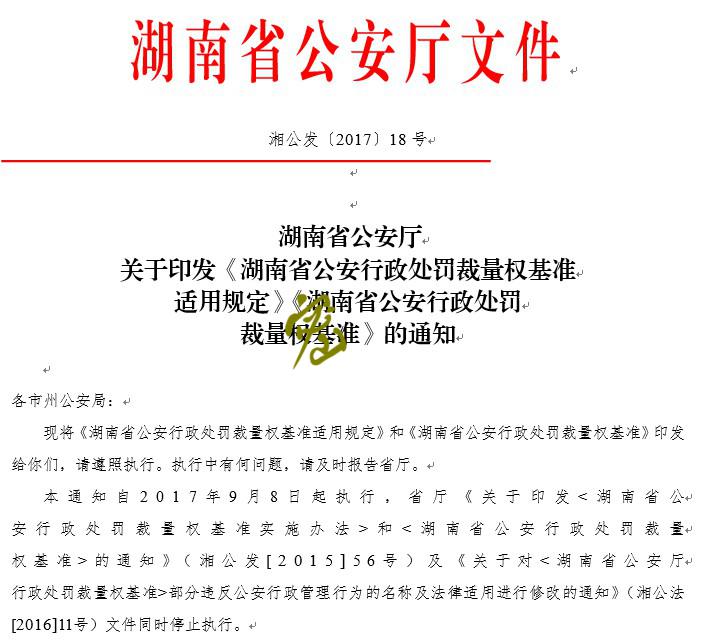 湖南省公安厅文件
湘公发〔2017〕18 号
湖南省公安厅
关于印发《湖南省公安行政处罚裁量权基准
适用规定》《湖南省公安行政处罚
裁量权基准》的通知
各市州公安局：
现将《湖南省公安行政处罚裁量权基准适用规定》和《湖南省公安行政处罚裁量权基准》印发
给你们，请遵照执行。执行中有何问题，请及时报告省厅。
本通知自2017年9月8日起执行，省厅《关于印发<湖南省公
安行政处罚裁量权基准实施办法>和<湖南省公安行政处罚裁量
权基准>的通知》（湘公发[2015]56号）及《关于对<湖南省公安厅
行政处罚裁量权基准>部分违反公安行政管理行为的名称及法律适用进行修改的通知》（湘公法
[2016]11号）文件同时停止执行。